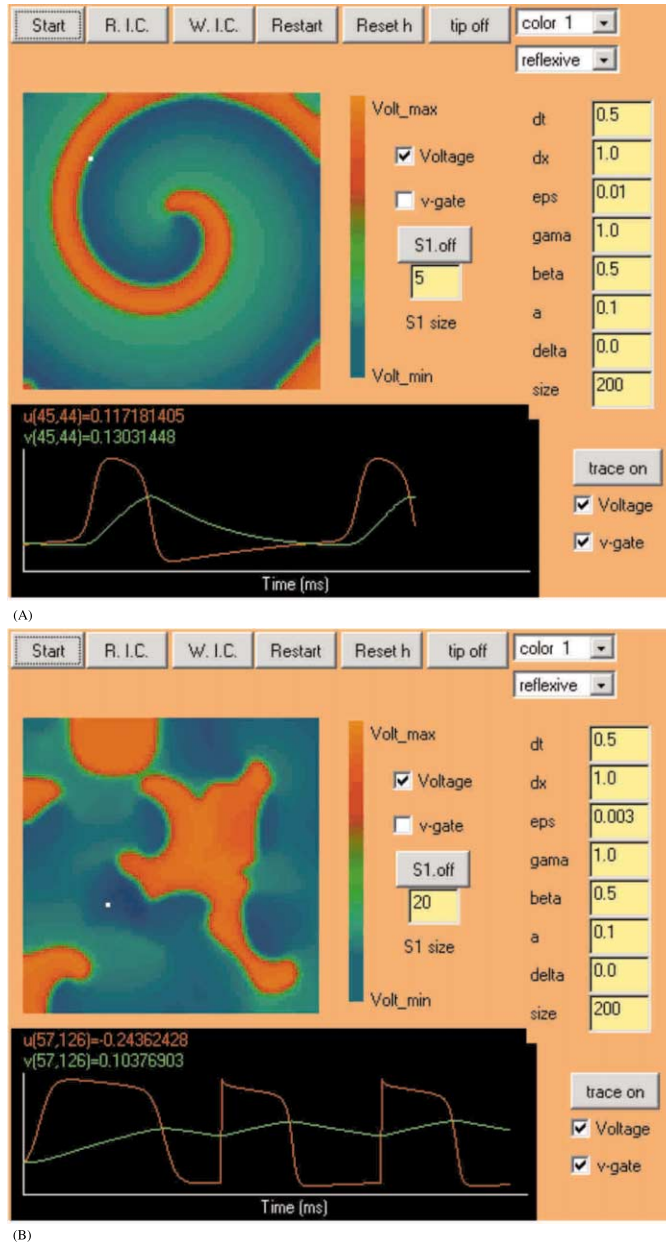 Start R. I.C. W. I.C. Restart Reset h tip off color 1
reflexive
Volt_max
Voltage
v-gate
S1.off
5
S1 size
Volt_min
dt 0.5
dx 1.0
eps 0.01
gama 1.0
beta 0.5
a 0.1
delta 0.0
size 200
u(45,44)=0.117181405
v(45,44)=0.13031448
Time (ms)
trace on
Voltage
v-gate
(A)
Start R. I.C. W. I.C. Restart Reset h tip off color 1
reflexive
Volt_max
Voltage
v-gate
S1.off
20
S1 size
Volt_min
dt 0.5
dx 1.0
eps 0.003
gama 1.0
beta 0.5
a 0.1
delta 0.0
size 200
u(57,126)=-0.24362428
v(57,126)=0.10376903
Time (ms)
trace on
Voltage
v-gate
(B)